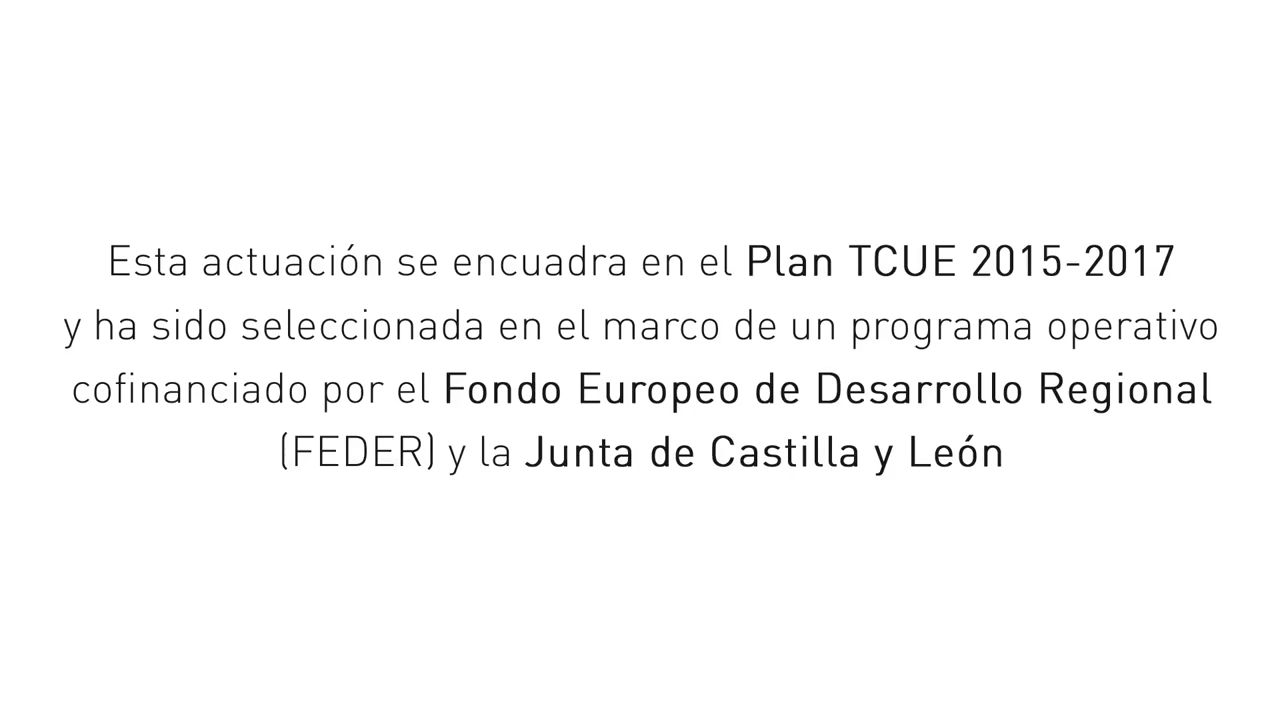 Esta actuación se encuadra en el Plan TCUE 2015-2017
y ha sido seleccionada en el marco de un programa operativo
cofinanciado por el Fondo Europeo de Desarrollo Regional
(FEDER) y la Junta de Castilla y León